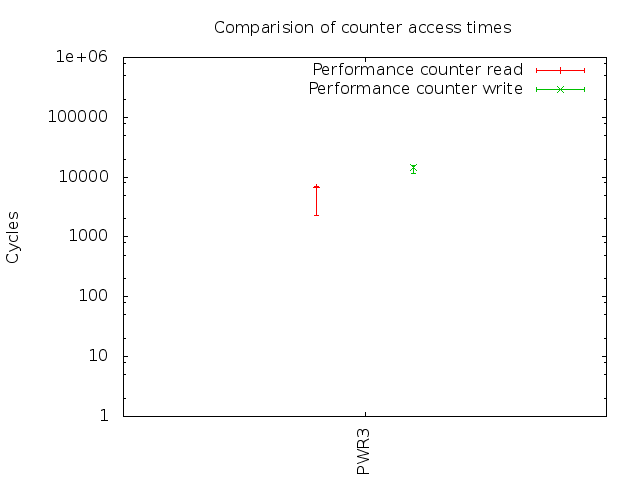 Comparision of counter access times
1e+06
100000
10000
1000
100
10
1
Cycles
PWR3
Performance counter read
Performance counter write